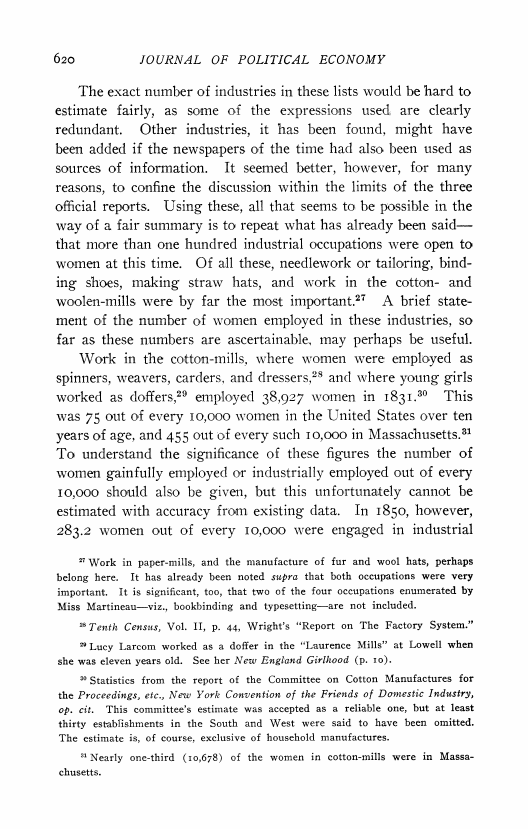 620 JOURNAL OF POLITICAL ECONOMY
The exact number of industries in these lists would be hard to
estimate fairly, as some of the expressions used are clearly
redundant. Other industries, it has been found, might have
been added if the newspapers of the time had also been used as
sources of information. It seemed better, however, for many
reasons, to confine the discussion within the limits of the three
official reports. Using these, all that seems to be possible in the
way of a fair summary is to repeat what has already been said—
that more than one hundred industrial occupations were open to
women at this time. Of all these, needlework or tailoring, bind-
ing shoes, making straw hats, and work in the cotton- and
woolen-mills were by far the most important.²⁷ A brief state-
ment of the number of women employed in these industries, so
far as these numbers are ascertainable, may perhaps be useful.
Work in the cotton-mills, where women were employed as
spinners, weavers, carders, and dressers,²⁸ and where young girls
worked as doffers,²⁹ employed 38,927 women in 1831.³⁰ This
was 75 out of every 10,000 women in the United States over ten
years of age, and 455 out of every such 10,000 in Massachusetts.³¹
To understand the significance of these figures the number of
women gainfully employed or industrially employed out of every
10,000 should also be given, but this unfortunately cannot be
estimated with accuracy from existing data. In 1850, however,
283.2 women out of every 10,000 were engaged in industrial
²⁷ Work in paper-mills, and the manufacture of fur and wool hats, perhaps
belong here. It has already been noted supra that both occupations were very
important. It is significant, too, that two of the four occupations enumerated by
Miss Martineau—viz., bookbinding and typesetting—are not included.
²⁸ Tenth Census, Vol. II, p. 44, Wright's "Report on The Factory System."
²⁹ Lucy Larcom worked as a doffer in the "Laurence Mills" at Lowell when
she was eleven years old. See her New England Girlhood (p. 10).
³⁰ Statistics from the report of the Committee on Cotton Manufactures for
the Proceedings, etc., New York Convention of the Friends of Domestic Industry,
op. cit. This committee's estimate was accepted as a reliable one, but at least
thirty establishments in the South and West were said to have been omitted.
The estimate is, of course, exclusive of household manufactures.
³¹ Nearly one-third (10,678) of the women in cotton-mills were in Massa-
chusetts.